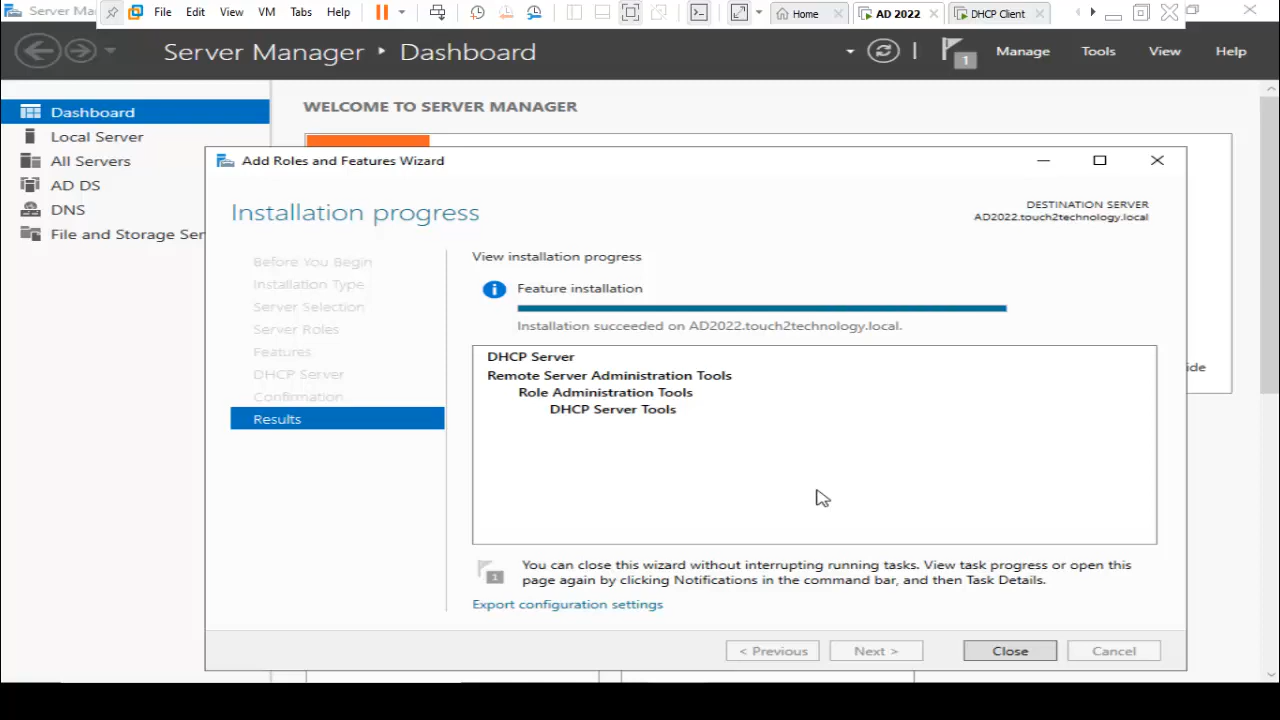 Server Mar
File Edit View VM Tabs Help
Home
AD 2022
DHCP Client
Server Manager ▸ Dashboard
1
Manage Tools View Help
Dashboard
Local Server
All Servers
AD DS
DNS
File and Storage Ser
WELCOME TO SERVER MANAGER
Add Roles and Features Wizard
Installation progress
DESTINATION SERVER
AD2022.touch2technology.local
Before You Begin
Installation Type
Server Selection
Server Roles
Features
DHCP Server
Confirmation
Results
View installation progress
Feature installation
Installation succeeded on AD2022.touch2technology.local.
DHCP Server
Remote Server Administration Tools
Role Administration Tools
DHCP Server Tools
ide
1
You can close this wizard without interrupting running tasks. View task progress or open this
page again by clicking Notifications in the command bar, and then Task Details.
Export configuration settings
< Previous
Next >
Close
Cancel